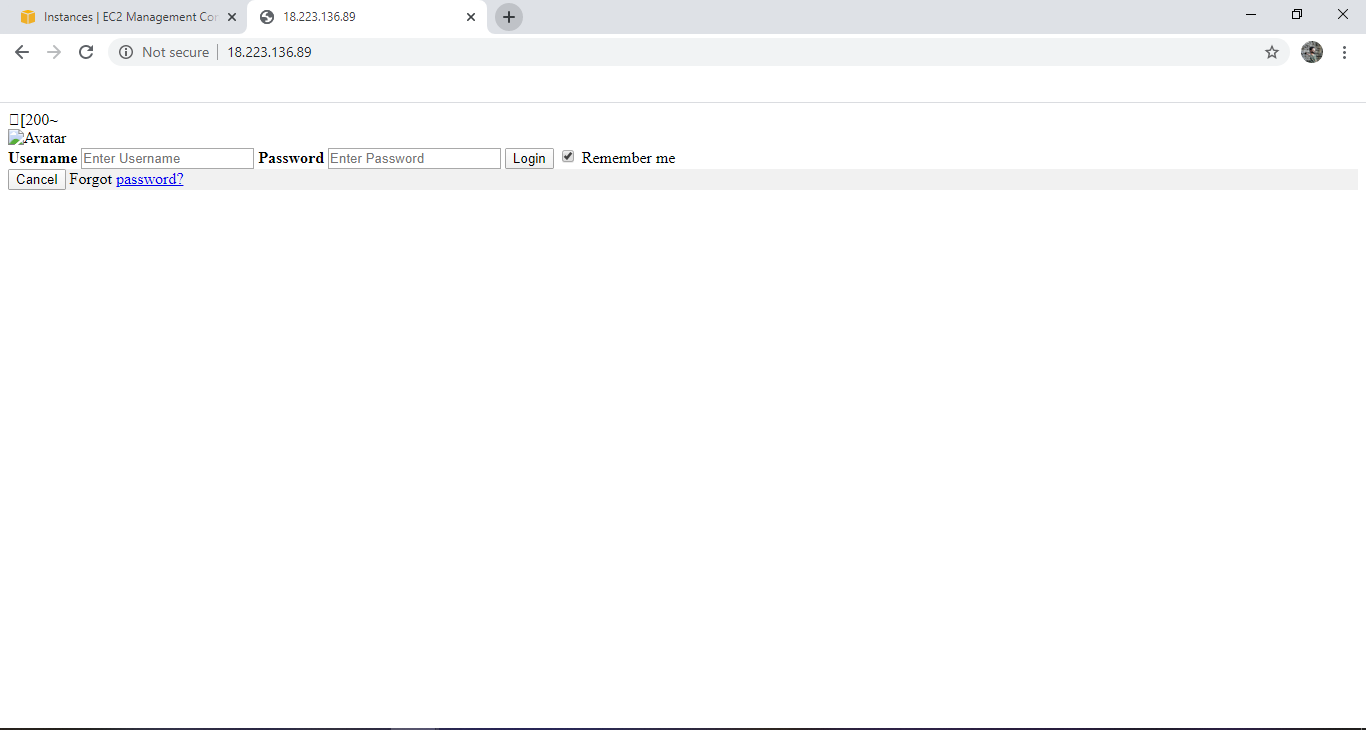 Instances | EC2 Management Con
18.223.136.89
Not secure | 18.223.136.89
[200~
Avatar
Username Enter Username Password Enter Password Login Remember me
Cancel Forgot password?